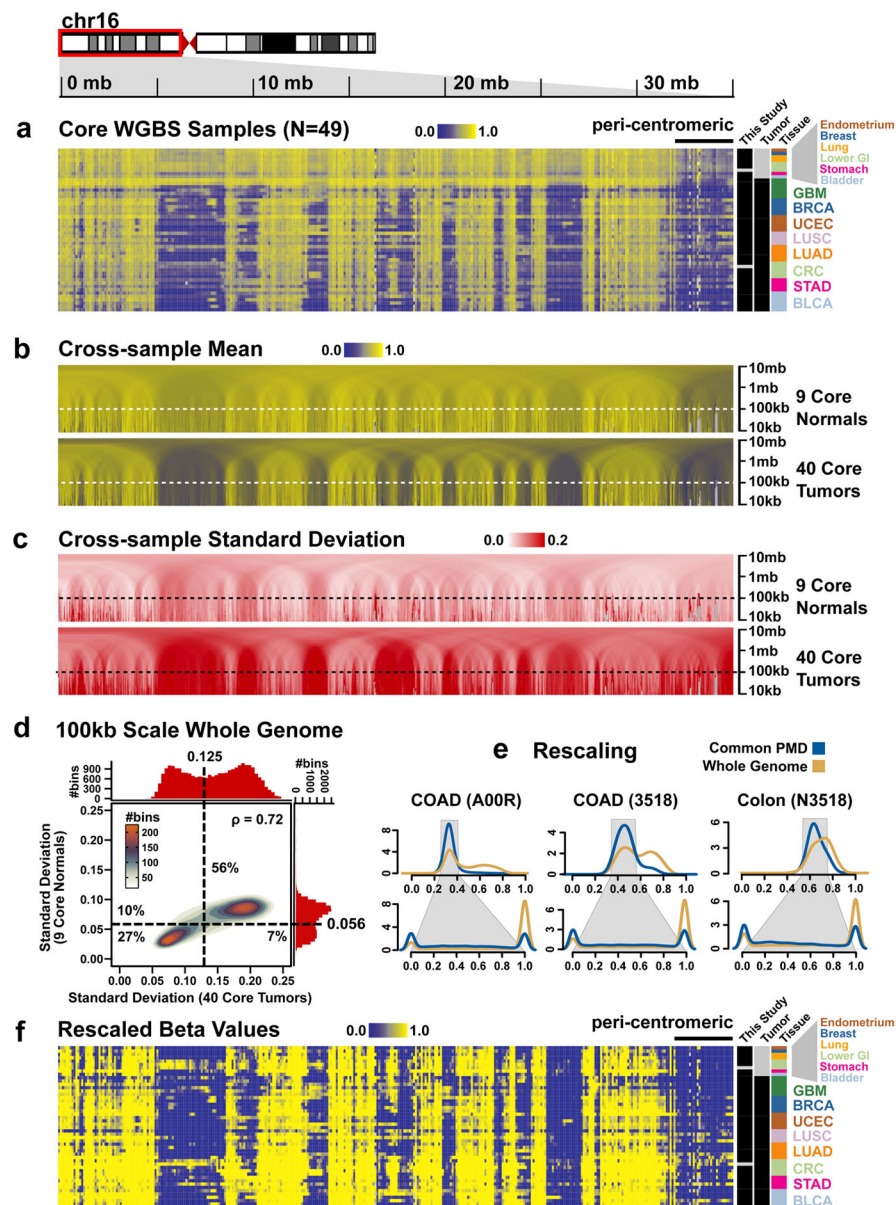 chr16
0 mb 10 mb 20 mb 30 mb
a Core WGBS Samples (N=49) 0.0 1.0 peri-centromeric
This Study
Tumor
Tissue
Endometrium
Breast
Lung
Lower GI
Stomach
Bladder
GBM
BRCA
UCEC
LUSC
LUAD
CRC
STAD
BLCA
b Cross-sample Mean 0.0 1.0
10mb
1mb
100kb
10kb
9 Core
Normals
10mb
1mb
100kb
10kb
40 Core
Tumors
c Cross-sample Standard Deviation 0.0 0.2
10mb
1mb
100kb
10kb
9 Core
Normals
10mb
1mb
100kb
10kb
40 Core
Tumors
d 100kb Scale Whole Genome
0.125
#bins
900
600
300
0
#bins
0
1000
2000
0.25
0.20
0.15
0.10
0.05
0.00
Standard Deviation
(9 Core Normals)
#bins
200
150
100
50
ρ = 0.72
56%
10%
27%
7%
0.056
0.00 0.05 0.10 0.15 0.20 0.25
Standard Deviation (40 Core Tumors)
e Rescaling
Common PMD
Whole Genome
COAD (A00R) COAD (3518) Colon (N3518)
8
4
0
0.0 0.2 0.4 0.6 0.8 1.0
8
4
0
0.0 0.2 0.4 0.6 0.8 1.0
4
2
0
0.0 0.2 0.4 0.6 0.8 1.0
6
3
0
0.0 0.2 0.4 0.6 0.8 1.0
6
3
0
0.0 0.2 0.4 0.6 0.8 1.0
6
3
0
0.0 0.2 0.4 0.6 0.8 1.0
f Rescaled Beta Values 0.0 1.0 peri-centromeric
This Study
Tumor
Tissue
Endometrium
Breast
Lung
Lower GI
Stomach
Bladder
GBM
BRCA
UCEC
LUSC
LUAD
CRC
STAD
BLCA